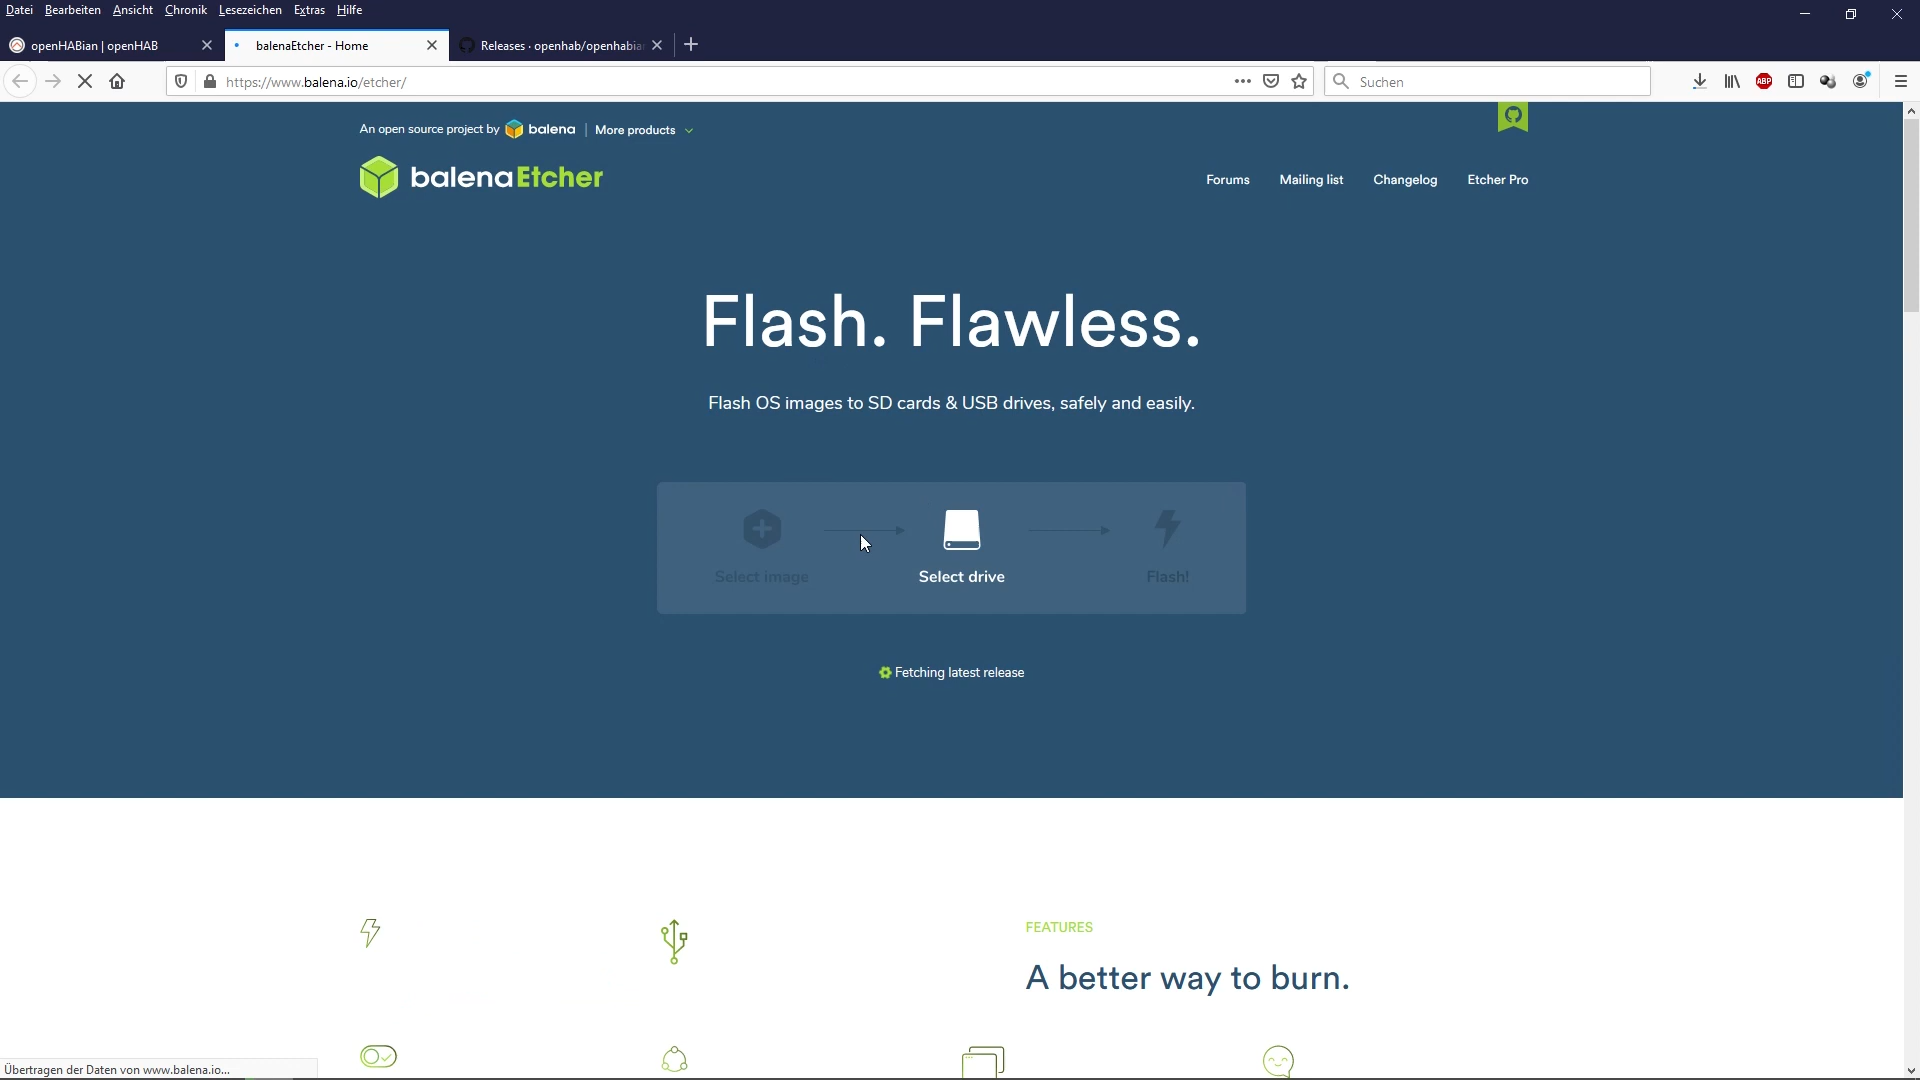 Datei Bearbeiten Ansicht Chronik Lesezeichen Extras Hilfe
openHABian | openHAB balenaEtcher - Home Releases · openhab/openhabian
https://www.balena.io/etcher/ Suchen ABP
An open source project by balena | More products
balenaEtcher Forums Mailing list Changelog Etcher Pro
Flash. Flawless.
Flash OS images to SD cards & USB drives, safely and easily.
Select image Select drive Flash!
Fetching latest release
FEATURES
A better way to burn.
Übertragen der Daten von www.balena.io...